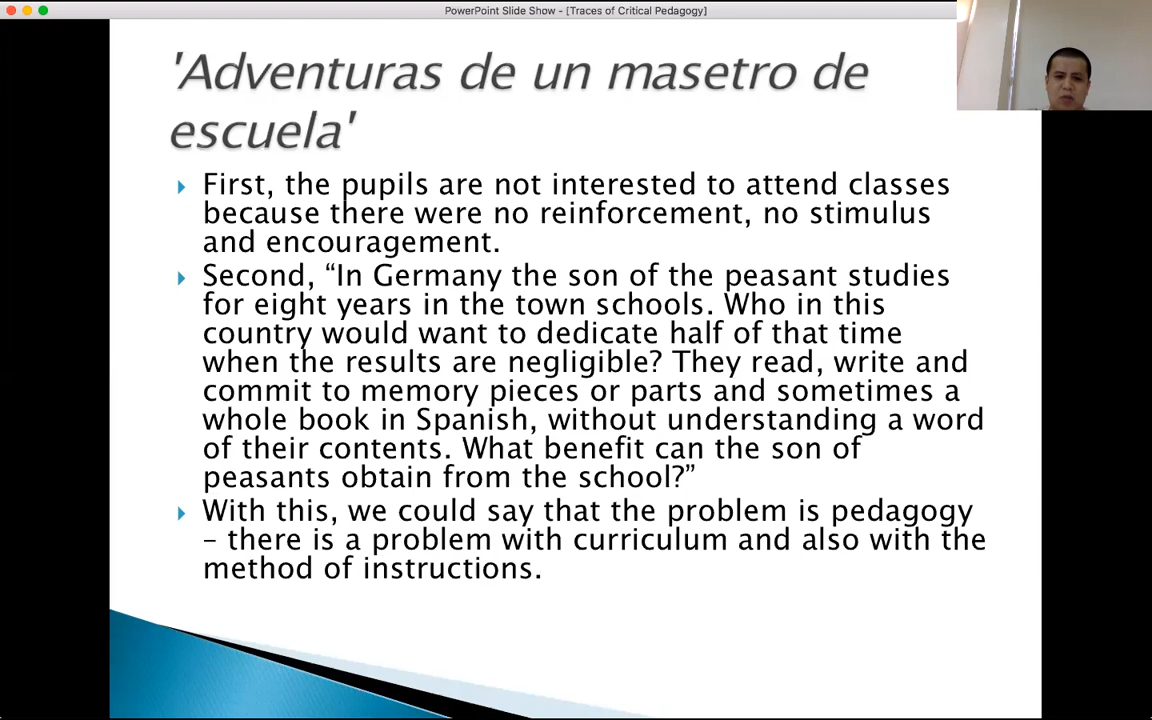 PowerPoint Slide Show - [Traces of Critical Pedagogy]
'Adventuras de un masetro de
escuela'
First, the pupils are not interested to attend classes
because there were no reinforcement, no stimulus
and encouragement.
Second, “In Germany the son of the peasant studies
for eight years in the town schools. Who in this
country would want to dedicate half of that time
when the results are negligible? They read, write and
commit to memory pieces or parts and sometimes a
whole book in Spanish, without understanding a word
of their contents. What benefit can the son of
peasants obtain from the school?”
With this, we could say that the problem is pedagogy
– there is a problem with curriculum and also with the
method of instructions.